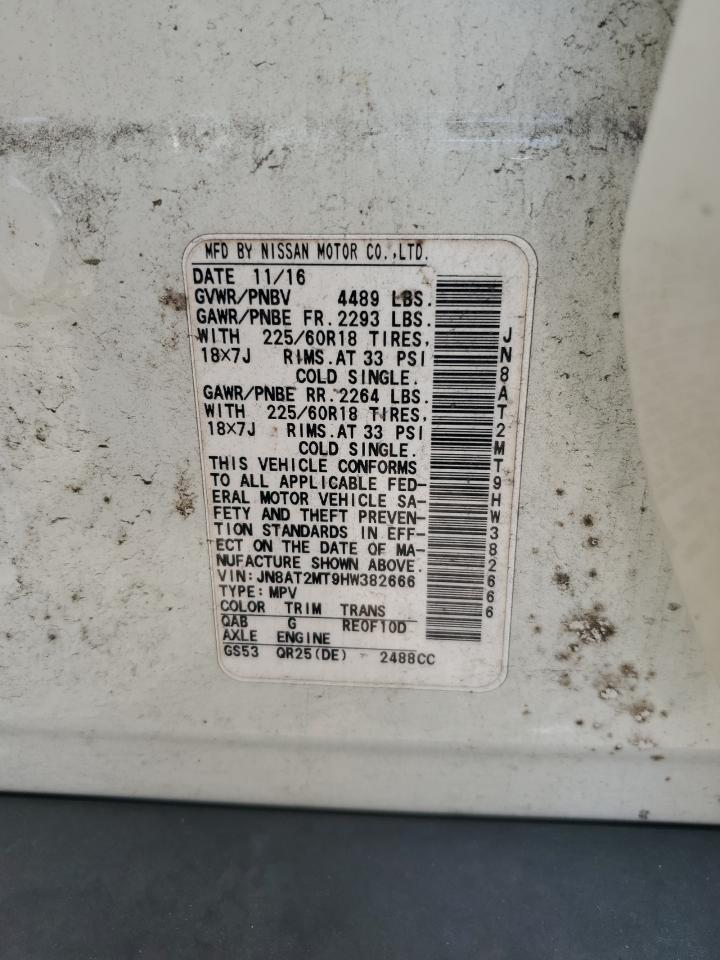 MFD BY NISSAN MOTOR CO.,LTD.
DATE 11/16
GVWR/PNBV 4489 LBS.
GAWR/PNBE FR.2293 LBS.
WITH 225/60R18 TIRES,
18×7J RIMS.AT 33 PSI
COLD SINGLE.
GAWR/PNBE RR.2264 LBS.
WITH 225/60R18 TIRES,
18×7J RIMS.AT 33 PSI
COLD SINGLE.
THIS VEHICLE CONFORMS
TO ALL APPLICABLE FED-
ERAL MOTOR VEHICLE SA-
FETY AND THEFT PREVEN-
TION STANDARDS IN EFF-
ECT ON THE DATE OF MA-
NUFACTURE SHOWN ABOVE.
VIN:JN8AT2MT9HW382666
TYPE:MPV
COLOR TRIM TRANS
QAB G RE0F10D
AXLE ENGINE
GS53 QR25(DE) 2488CC
JN8AT2MT9HW382666